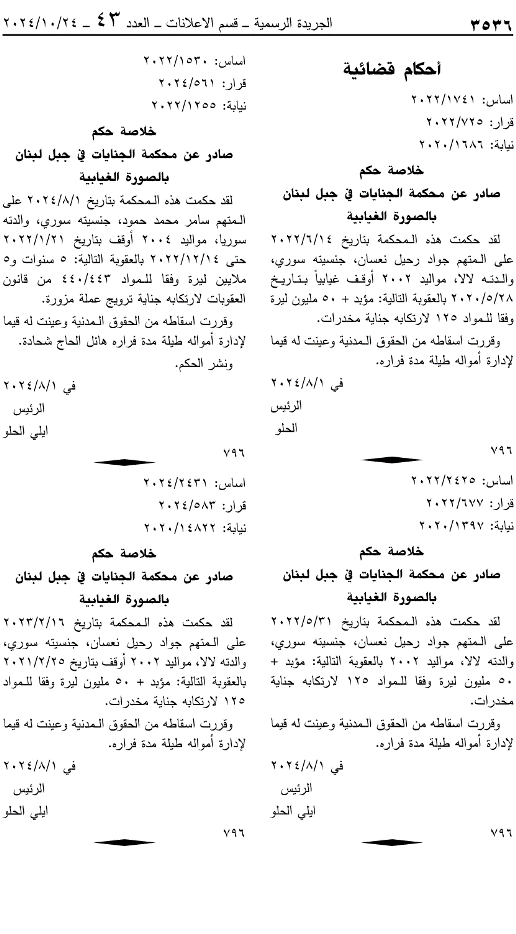 ٣٥٣٦
الجريدة الرسمية ــ قسم الاعلانات ــ العدد ٤٣ ــ ٢٠٢٤/١٠/٢٤
أحكام قضائية
اساس: ٢٠٢٢/١٧٤١
قرار: ٢٠٢٢/٧٢٥
نيابة: ٢٠٢٠/١٦٨٦
خلاصة حكم
صادر عن محكمة الجنايات في جبل لبنان
بالصورة الغيابية
لقد حكمت هذه المحكمة بتاريخ ٢٠٢٢/٦/١٤
على المتهم جواد رحيل نعسان، جنسيته سوري،
والدته لالا، مواليد ٢٠٠٢ أوقف غيابياً بتاريخ
٢٠٢٠/٥/٢٨ بالعقوبة التالية: مؤبد + ٥٠ مليون ليرة
وفقا للمواد ١٢٥ لارتكابه جناية مخدرات.
وقررت اسقاطه من الحقوق المدنية وعينت له قيما
لإدارة أمواله طيلة مدة فراره.
في ٢٠٢٤/٨/١
الرئيس
الحلو
٧٩٦
اساس: ٢٠٢٢/٢٤٢٥
قرار: ٢٠٢٢/٦٧٧
نيابة: ٢٠٢٠/١٣٩٧
خلاصة حكم
صادر عن محكمة الجنايات في جبل لبنان
بالصورة الغيابية
لقد حكمت هذه المحكمة بتاريخ ٢٠٢٢/٥/٣١
على المتهم جواد رحيل نعسان، جنسيته سوري،
والدته لالا، مواليد ٢٠٠٢ بالعقوبة التالية: مؤبد +
٥٠ مليون ليرة وفقا للمواد ١٢٥ لارتكابه جناية
مخدرات.
وقررت اسقاطه من الحقوق المدنية وعينت له قيما
لإدارة أمواله طيلة مدة فراره.
في ٢٠٢٤/٨/١
الرئيس
ايلي الحلو
٧٩٦
اساس: ٢٠٢٢/١٥٣٠
قرار: ٢٠٢٤/٥٦١
نيابة: ٢٠٢٢/١٢٥٥
خلاصة حكم
صادر عن محكمة الجنايات في جبل لبنان
بالصورة الغيابية
لقد حكمت هذه المحكمة بتاريخ ٢٠٢٤/٨/١ على
المتهم سامر محمد حمود، جنسيته سوري، والدته
سوريا، مواليد ٢٠٠٤ أوقف بتاريخ ٢٠٢٢/١/٢١
حتى ٢٠٢٢/١٢/١٤ بالعقوبة التالية: ٥ سنوات و٥
ملايين ليرة وفقا للمواد ٤٤٠/٤٤٣ من قانون
العقوبات لارتكابه جناية ترويج عملة مزورة.
وقررت اسقاطه من الحقوق المدنية وعينت له قيما
لإدارة أمواله طيلة مدة فراره هائل الحاج شحادة.
ونشر الحكم.
في ٢٠٢٤/٨/١
الرئيس
ايلي الحلو
٧٩٦
اساس: ٢٠٢٤/٢٤٣١
قرار: ٢٠٢٤/٥٨٣
نيابة: ٢٠٢٠/١٤٨٢٢
خلاصة حكم
صادر عن محكمة الجنايات في جبل لبنان
بالصورة الغيابية
لقد حكمت هذه المحكمة بتاريخ ٢٠٢٣/٢/١٦
على المتهم جواد رحيل نعسان، جنسيته سوري،
والدته لالا، مواليد ٢٠٠٢ أوقف بتاريخ ٢٠٢١/٢/٢٥
بالعقوبة التالية: مؤبد + ٥٠ مليون ليرة وفقا للمواد
١٢٥ لارتكابه جناية مخدرات.
وقررت اسقاطه من الحقوق المدنية وعينت له قيما
لإدارة أمواله طيلة مدة فراره.
في ٢٠٢٤/٨/١
الرئيس
ايلي الحلو
٧٩٦